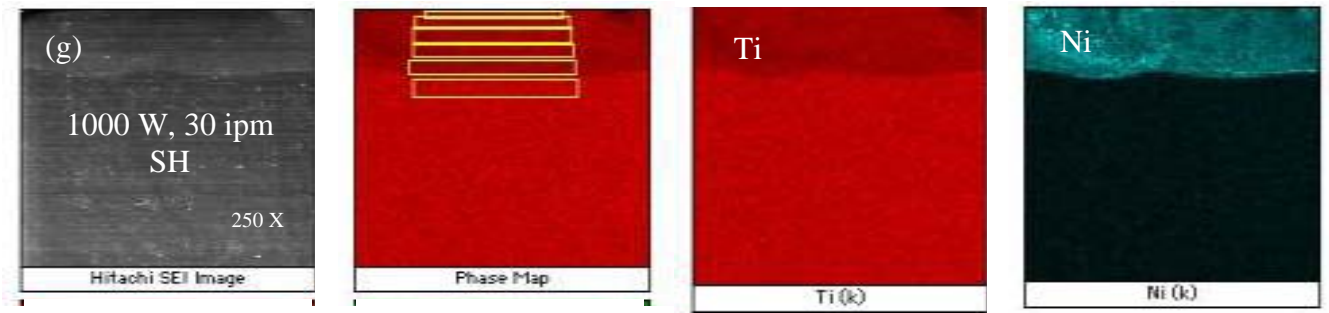 (g)
1000 W, 30 ipm
SH
250 X
Hitachi SEI Image
Phase Map
Ti
Ti (k)
Ni
Ni (k)